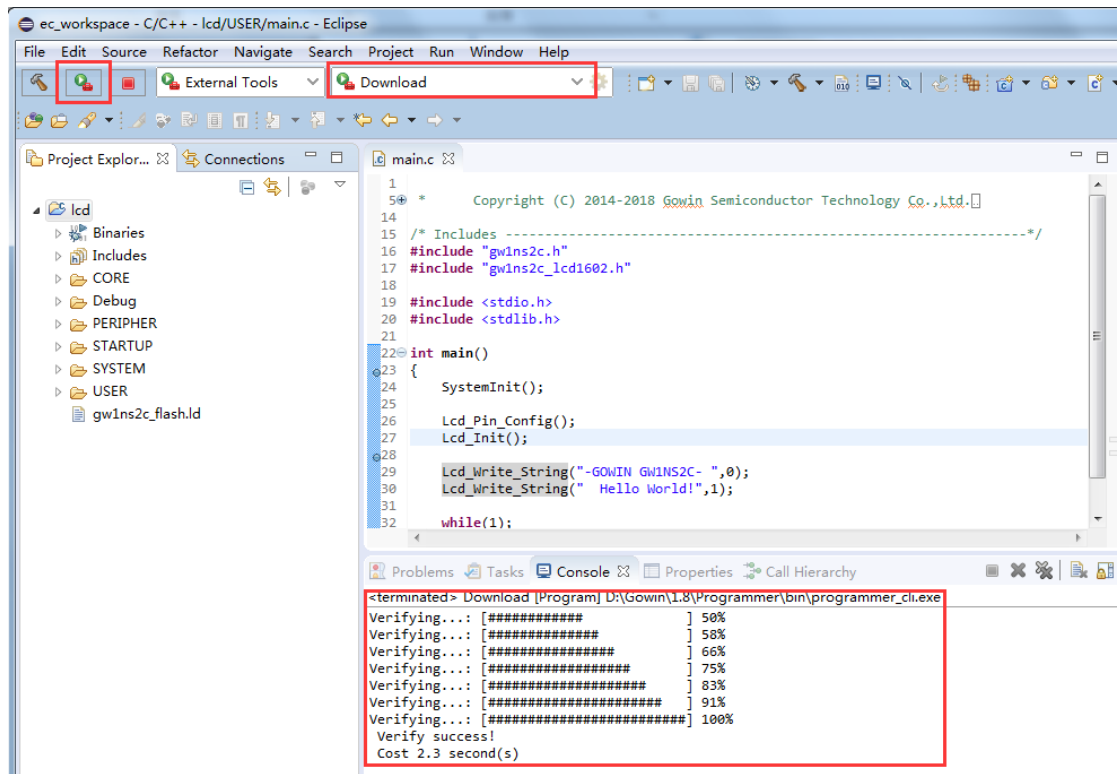 ec_workspace - C/C++ - lcd/USER/main.c - Eclipse
File Edit Source Refactor Navigate Search Project Run Window Help
External Tools Download
010
Project Explor... Connections
main.c
lcd
Binaries
Includes
CORE
Debug
PERIPHER
STARTUP
SYSTEM
USER
gw1ns2c_flash.ld
1
5 * Copyright (C) 2014-2018 Gowin Semiconductor Technology Co.,Ltd.
14
15 /* Includes ------------------------------------------------------------------*/
16 #include "gw1ns2c.h"
17 #include "gw1ns2c_lcd1602.h"
18
19 #include <stdio.h>
20 #include <stdlib.h>
21
22 int main()
23 {
24 SystemInit();
25
26 Lcd_Pin_Config();
27 Lcd_Init();
28
29 Lcd_Write_String("-GOWIN GW1NS2C- ",0);
30 Lcd_Write_String("  Hello World!",1);
31
32 while(1);
Problems Tasks Console Properties Call Hierarchy
<terminated> Download [Program] D:\Gowin\1.8\Programmer\bin\programmer_cli.exe
Verifying...: [############             ] 50%
Verifying...: [##############           ] 58%
Verifying...: [################         ] 66%
Verifying...: [##################       ] 75%
Verifying...: [####################     ] 83%
Verifying...: [######################   ] 91%
Verifying...: [#########################] 100%
Verify success!
Cost 2.3 second(s)